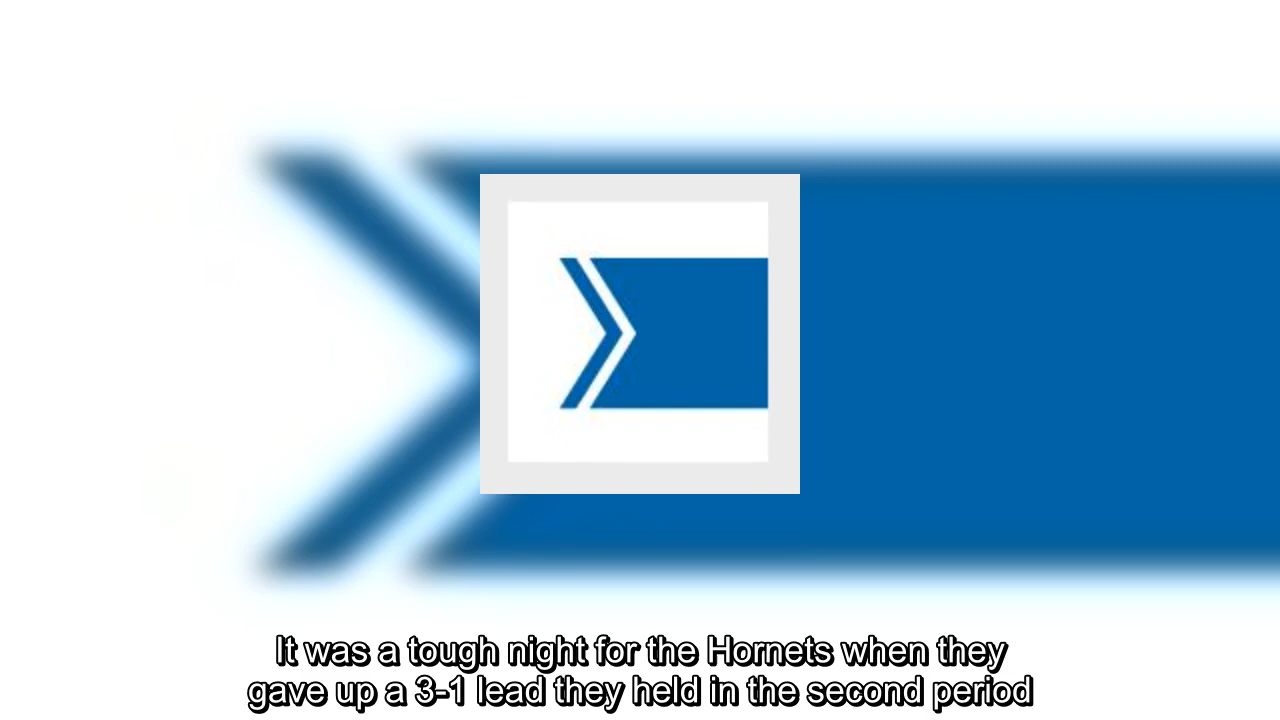 It was a tough night for the Hornets when they
gave up a 3-1 lead they held in the second period